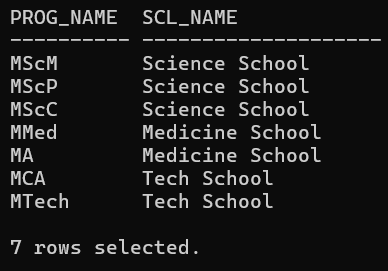 PROG_NAME  SCL_NAME
---------- --------------------
MScM       Science School
MScP       Science School
MScC       Science School
MMed       Medicine School
MA         Medicine School
MCA        Tech School
MTech      Tech School

7 rows selected.